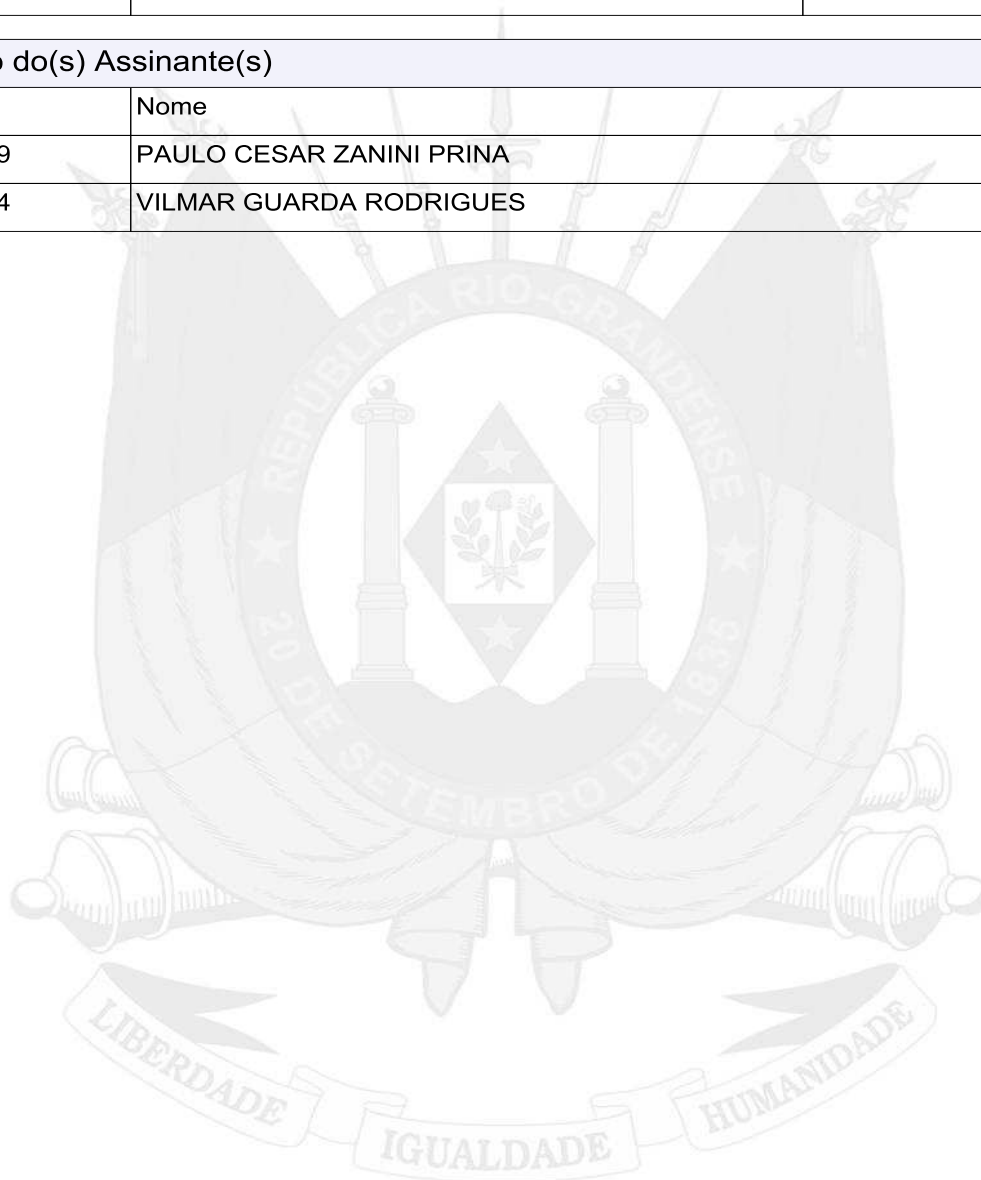 o do(s) Assinante(s)
Nome
9 PAULO CESAR ZANINI PRINA
4 VILMAR GUARDA RODRIGUES
REPÚBLICA RIO-GRANDENSE
20 DE SETEMBRO DE 1835
LIBERDADE IGUALDADE HUMANIDADE